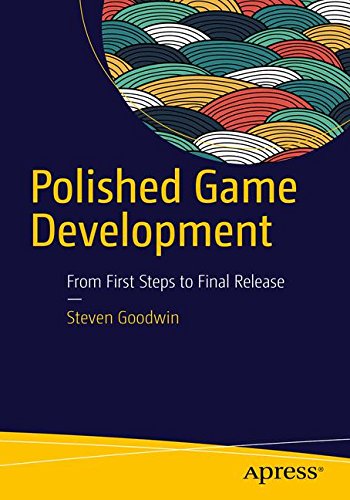 Polished Game
Development
From First Steps to Final Release
—
Steven Goodwin
Apress®